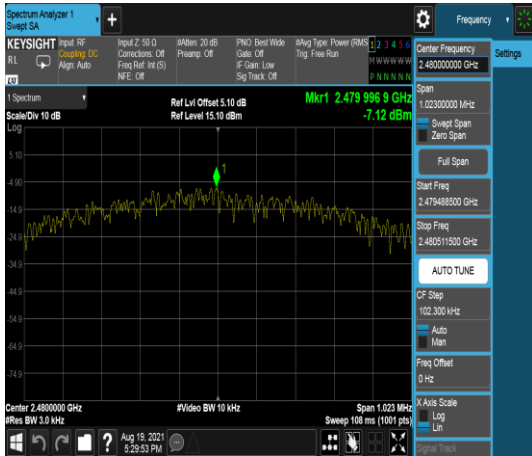 Spectrum Analyzer 1
Swept SA
+
Frequency
KEYSIGHT
RL
LXI
Input: RF
Coupling: DC
Align: Auto
Input Z: 50 Ω
Corrections: Off
Freq Ref: Int (S)
NFE: Off
#Atten: 20 dB
Preamp: Off
PNO: Best Wide
Gate: Off
IF Gain: Low
Sig Track: Off
#Avg Type: Power (RMS
Trig: Free Run
1 2 3 4 5 6
M W W W W W
P N N N N N
1 Spectrum
Scale/Div 10 dB
Ref Lvl Offset 5.10 dB
Ref Level 15.10 dBm
Mkr1 2.479 996 9 GHz
-7.12 dBm
Log
5.10
-4.90
-14.9
-24.9
-34.9
-44.9
-54.9
-64.9
-74.9
1
Center 2.4800000 GHz
#Res BW 3.0 kHz
#Video BW 10 kHz
Span 1.023 MHz
Sweep 108 ms (1001 pts)
Aug 19, 2021
5:29:53 PM
?
Center Frequency
2.480000000 GHz
Settings
Span
1.02300000 MHz
Swept Span
Zero Span
Full Span
Start Freq
2.479488500 GHz
Stop Freq
2.480511500 GHz
AUTO TUNE
CF Step
102.300 kHz
Auto
Man
Freq Offset
0 Hz
X Axis Scale
Log
Lin
Signal Track